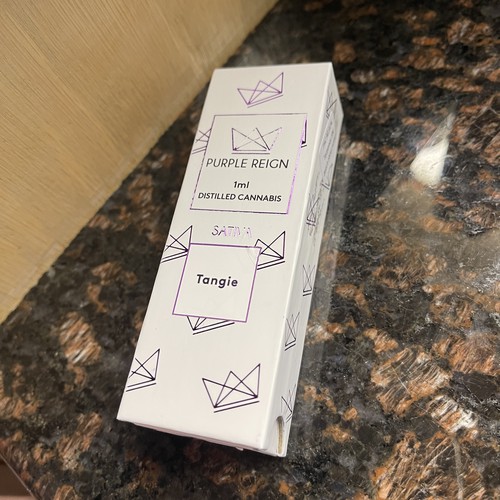 PURPLE REIGN
1ml
DISTILLED CANNABIS
SATIVA
Tangie